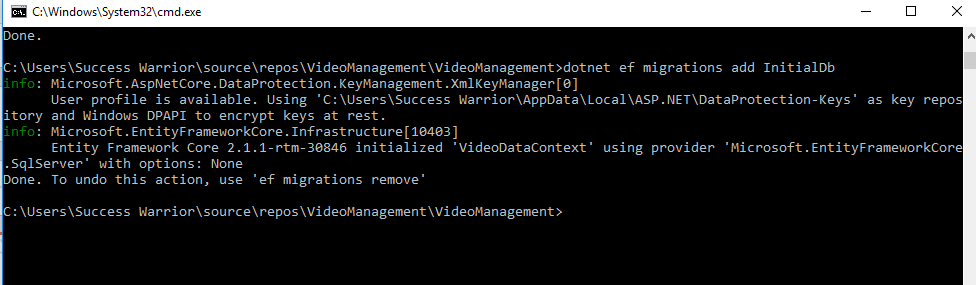 C:\Windows\System32\cmd.exe
Done.
C:\Users\Success Warrior\source\repos\VideoManagement\VideoManagement>dotnet ef migrations add InitialDb
info: Microsoft.AspNetCore.DataProtection.KeyManagement.XmlKeyManager[0]
      User profile is available. Using 'C:\Users\Success Warrior\AppData\Local\ASP.NET\DataProtection-Keys' as key repos
itory and Windows DPAPI to encrypt keys at rest.
info: Microsoft.EntityFrameworkCore.Infrastructure[10403]
      Entity Framework Core 2.1.1-rtm-30846 initialized 'VideoDataContext' using provider 'Microsoft.EntityFrameworkCore
.SqlServer' with options: None
Done. To undo this action, use 'ef migrations remove'
C:\Users\Success Warrior\source\repos\VideoManagement\VideoManagement>